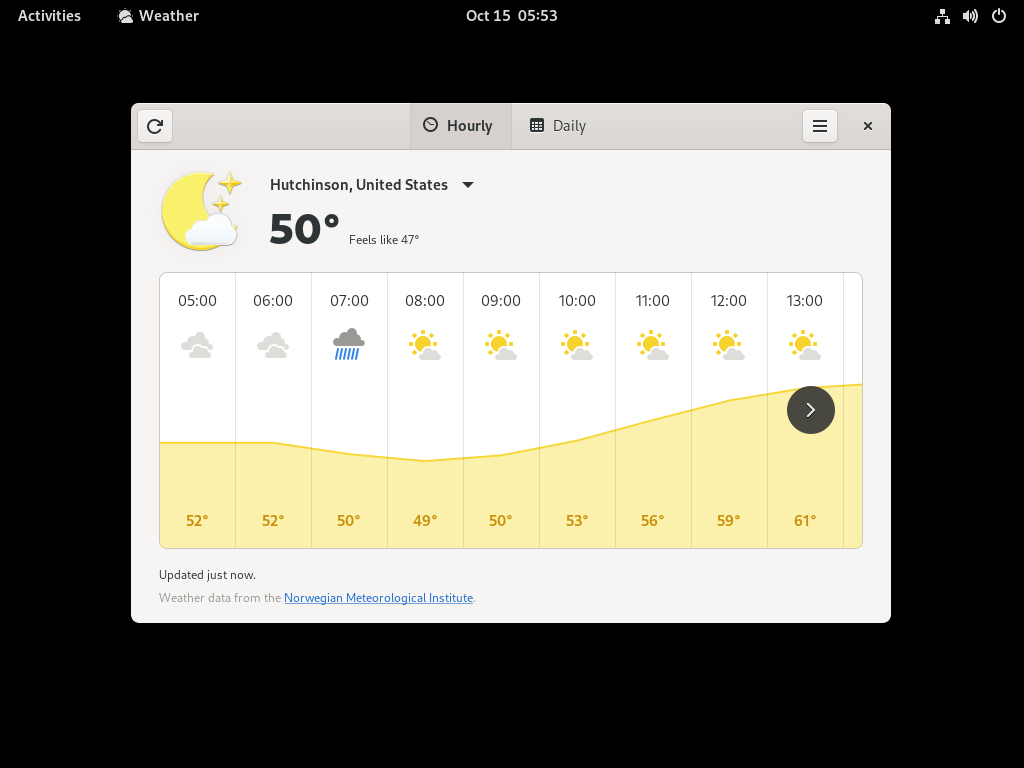 Activities Weather Oct 15 05:53
Hourly Daily
Hutchinson, United States
50° Feels like 47°
05:00 06:00 07:00 08:00 09:00 10:00 11:00 12:00 13:00
52° 52° 50° 49° 50° 53° 56° 59° 61°
Updated just now.
Weather data from the Norwegian Meteorological Institute.